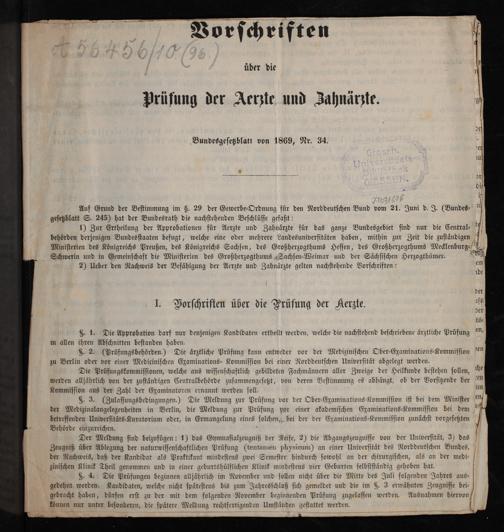 A 56456/10 (96.)
Vorschriften
über die
Prüfung der Aerzte und Zahnärzte.
Bundesgesetzblatt von 1869, Nr. 34.
Grossh.
Universitäts-
Bibliothek
Auf Grund der Bestimmung im §. 29 der Gewerbe-Ordnung für den Norddeutschen Bund vom 21. Juni d. J. (Bundes-
gesetzblatt S. 245) hat der Bundesrath die nachstehenden Beschlüsse gefaßt:
1) Zur Ertheilung der Approbationen für Aerzte und Zahnärzte für das ganze Bundesgebiet sind nur die Central-
behörden derjenigen Bundesstaaten befugt, welche eine oder mehrere Landesuniversitäten haben, mithin zur Zeit die zuständigen
Ministerien des Königreichs Preußen, des Königreichs Sachsen, des Großherzogthums Hessen, des Großherzogthums Mecklenburg-
Schwerin und in Gemeinschaft die Ministerien des Großherzogthums Sachsen-Weimar und der Sächsischen Herzogthümer.
2) Ueber den Nachweis der Befähigung der Aerzte und Zahnärzte gelten nachstehende Vorschriften:
I. Vorschriften über die Prüfung der Aerzte.
§. 1. Die Approbation darf nur denjenigen Kandidaten ertheilt werden, welche die nachstehend beschriebene ärztliche Prüfung
in allen ihren Abschnitten bestanden haben.
§. 2. (Prüfungsbehörden.) Die ärztliche Prüfung kann entweder vor der Medizinischen Ober-Examinations-Kommission
zu Berlin oder vor einer Medizinischen Examinations-Kommission bei einer Norddeutschen Universität abgelegt werden.
Die Prüfungskommissionen, welche aus wissenschaftlich gebildeten Fachmännern aller Zweige der Heilkunde bestehen sollen,
werden alljährlich von der zuständigen Centralbehörde zusammengesetzt, von deren Bestimmung es abhängt, ob der Vorsitzende der
Kommission aus der Zahl der Examinatoren ernannt werden soll.
§. 3. (Zulassungsbedingungen.) Die Meldung zur Prüfung vor der Ober-Examinations-Kommission ist bei dem Minister
der Medizinalangelegenheiten in Berlin, die Meldung zur Prüfung vor einer akademischen Examinations-Kommission bei dem
betreffenden Universitäts-Kuratorium oder, in Ermangelung eines solchen, bei der der Examinations-Kommission zunächst vorgesetzten
Behörde einzureichen.
Der Meldung sind beizufügen: 1) das Gymnasialzeugniß der Reife, 2) die Abgangszeugnisse von der Universität, 3) das
Zeugniß über Ablegung der naturwissenschaftlichen Prüfung (tentamen physicum) an einer Universität des Norddeutschen Bundes,
der Nachweis, daß der Kandidat als Praktikant mindestens zwei Semester hindurch sowohl an der chirurgischen, als an der medi-
zinischen Klinik Theil genommen und in einer geburtshülflichen Klinik mindestens vier Geburten selbstständig gehoben hat.
§. 4. Die Prüfungen beginnen alljährlich im November und sollen nicht über die Mitte des Juli folgenden Jahres ausge-
dehnt werden. Kandidaten, welche nicht spätestens bis zum Jahresschluß sich gemeldet und die im §. 3 erwähnten Zeugnisse bei-
gebracht haben, dürfen erst zu der mit dem folgenden November beginnenden Prüfung zugelassen werden. Ausnahmen hiervon
können nur unter besonderen, die spätere Meldung rechtfertigenden Umständen gestattet werden.